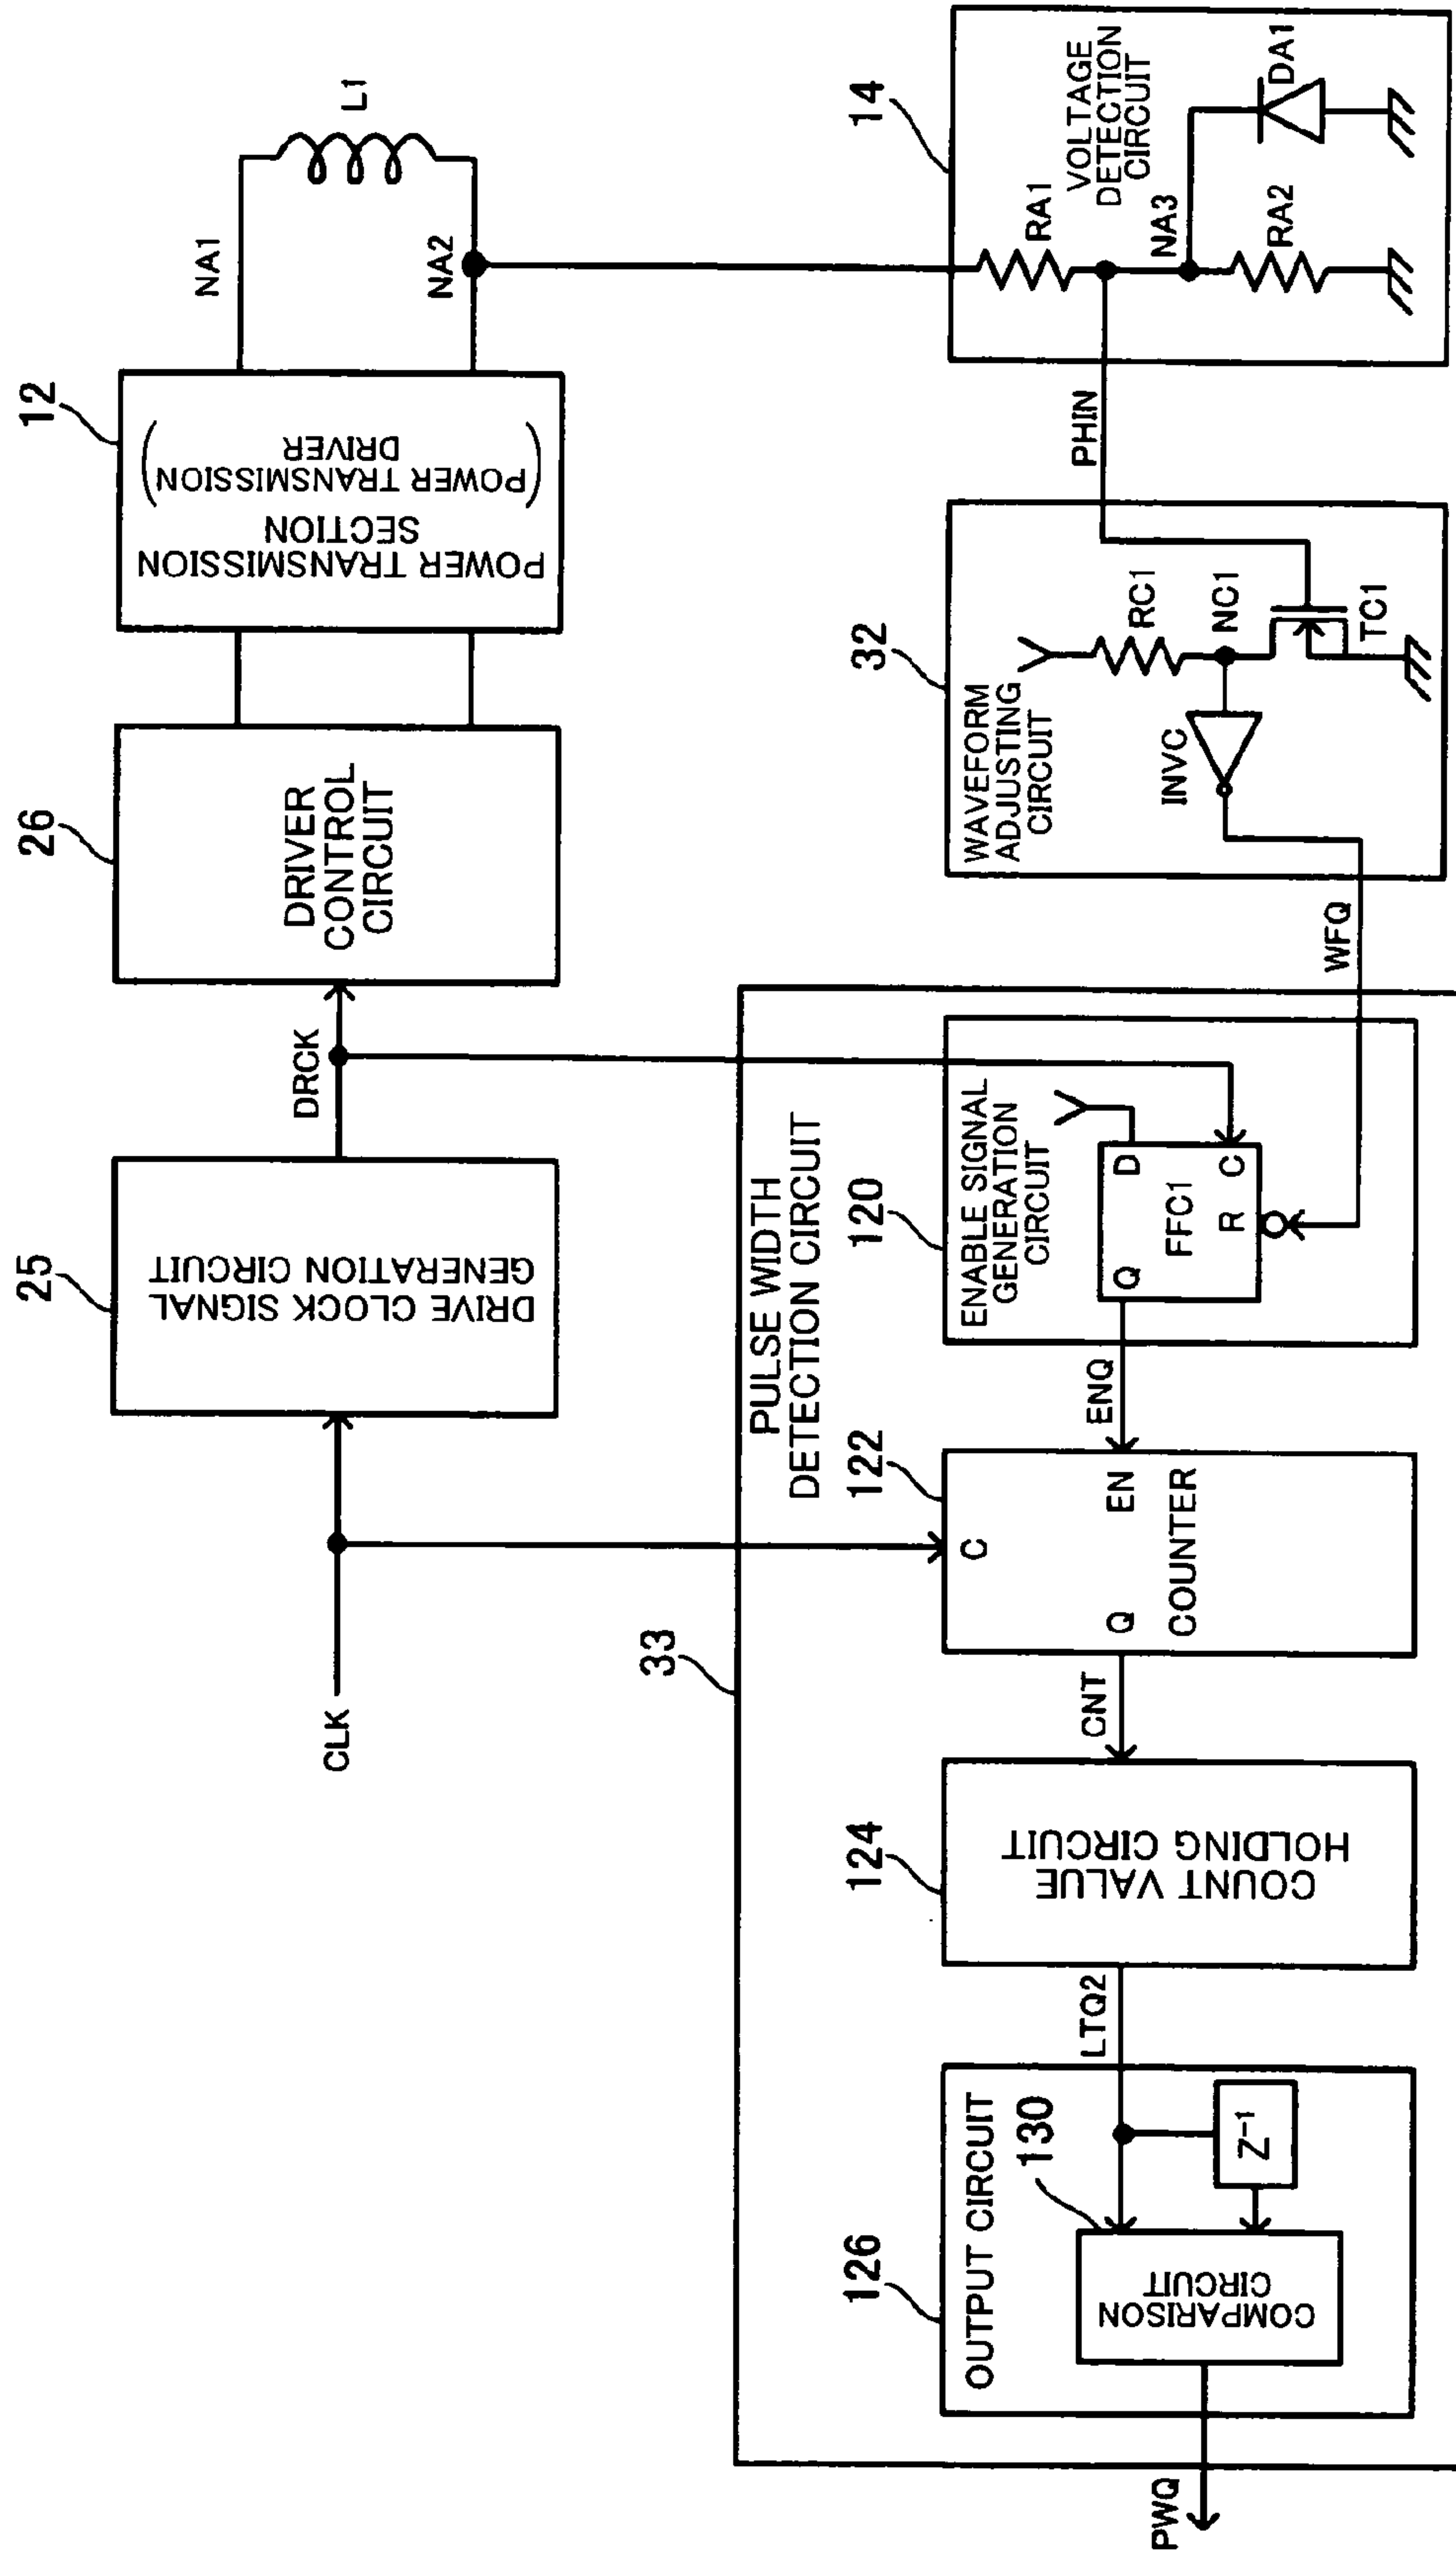 CLK
25
DRIVE CLOCK SIGNAL
GENERATION CIRCUIT
DRCK
26
DRIVER
CONTROL
CIRCUIT
12
POWER TRANSMISSION
SECTION
(POWER TRANSMISSION
DRIVER)
NA1
NA2
L1
14
VOLTAGE
DETECTION
CIRCUIT
RA1
NA3
RA2
DA1
PHIN
32
WAVEFORM
ADJUSTING
CIRCUIT
RC1
NC1
TC1
INVC
WFQ
33
PULSE WIDTH
DETECTION CIRCUIT
120
ENABLE SIGNAL
GENERATION
CIRCUIT
D
Q
FFC1
C
R
ENQ
122
C
EN
Q
COUNTER
CNT
124
COUNT VALUE
HOLDING CIRCUIT
LTQ2
126
OUTPUT CIRCUIT
130
Z⁻¹
COMPARISON
CIRCUIT
PWQ